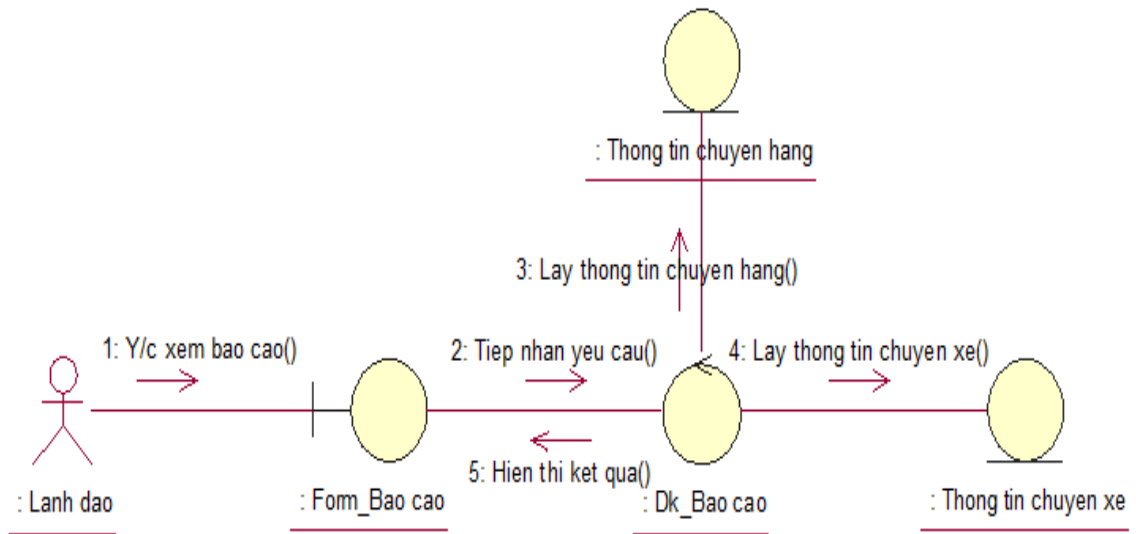 : Thong tin chuyen hang
3: Lay thong tin chuyen hang()
1: Y/c xem bao cao()
2: Tiep nhan yeu cau()
4: Lay thong tin chuyen xe()
5: Hien thi ket qua()
: Lanh dao
: Form_Bao cao
: Dk_Bao cao
: Thong tin chuyen xe